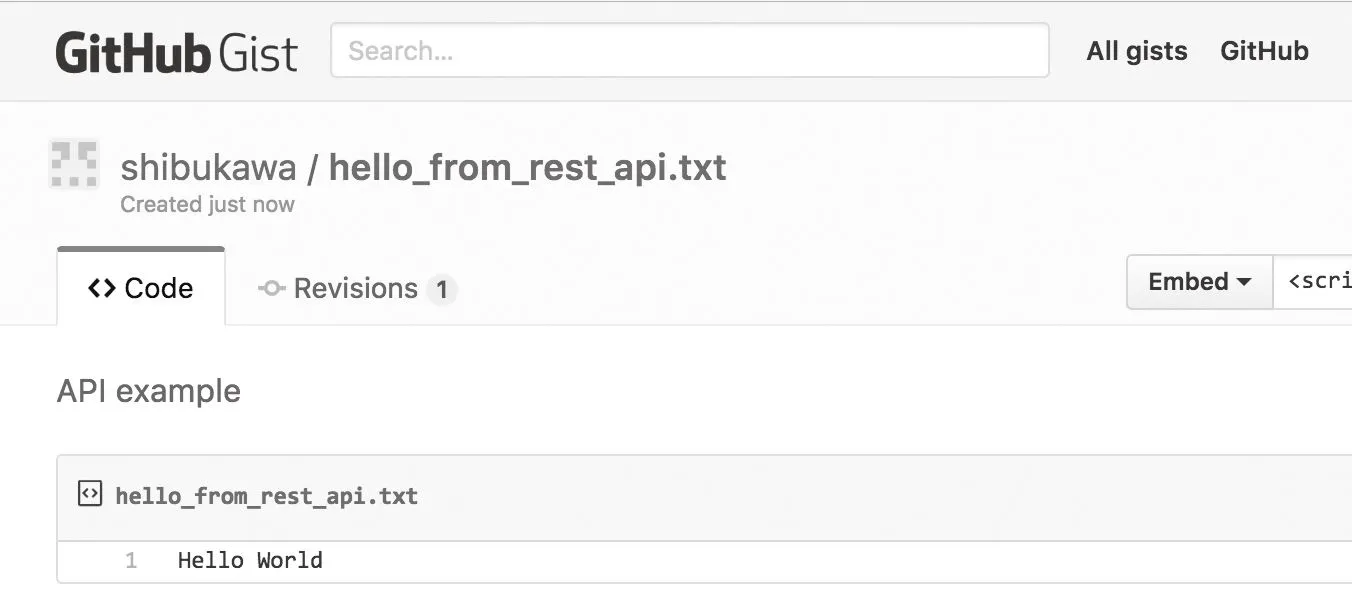 GitHub Gist Search... All gists GitHub
shibukawa / hello_from_rest_api.txt
Created just now
<> Code Revisions 1 Embed <scri
API example
hello_from_rest_api.txt
1 Hello World